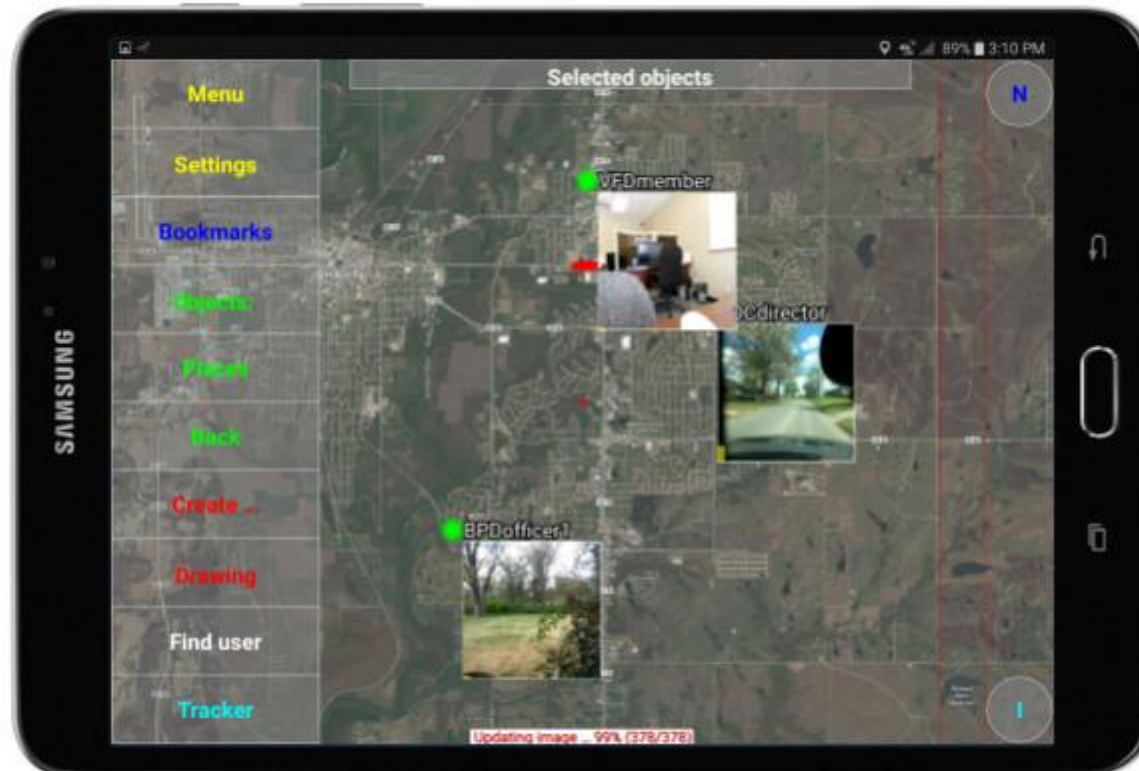 89% 3:10 PM
Selected objects
N
Menu
Settings
Bookmarks
Objects:
Places
Back
Create ...
Drawing
Find user
Tracker
VFDmember
Cdirector
BPDofficer1
I
Updating image ... 99% (378/378)
SAMSUNG